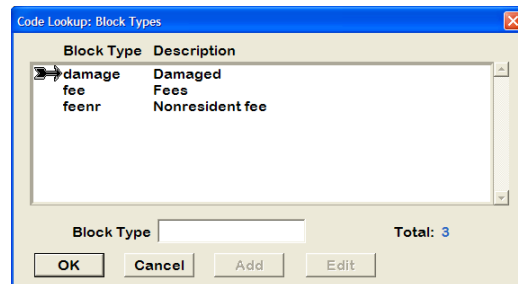 Code Lookup: Block Types
Block Type Description
damage Damaged
fee Fees
feenr Nonresident fee
Block Type Total: 3
OK Cancel Add Edit